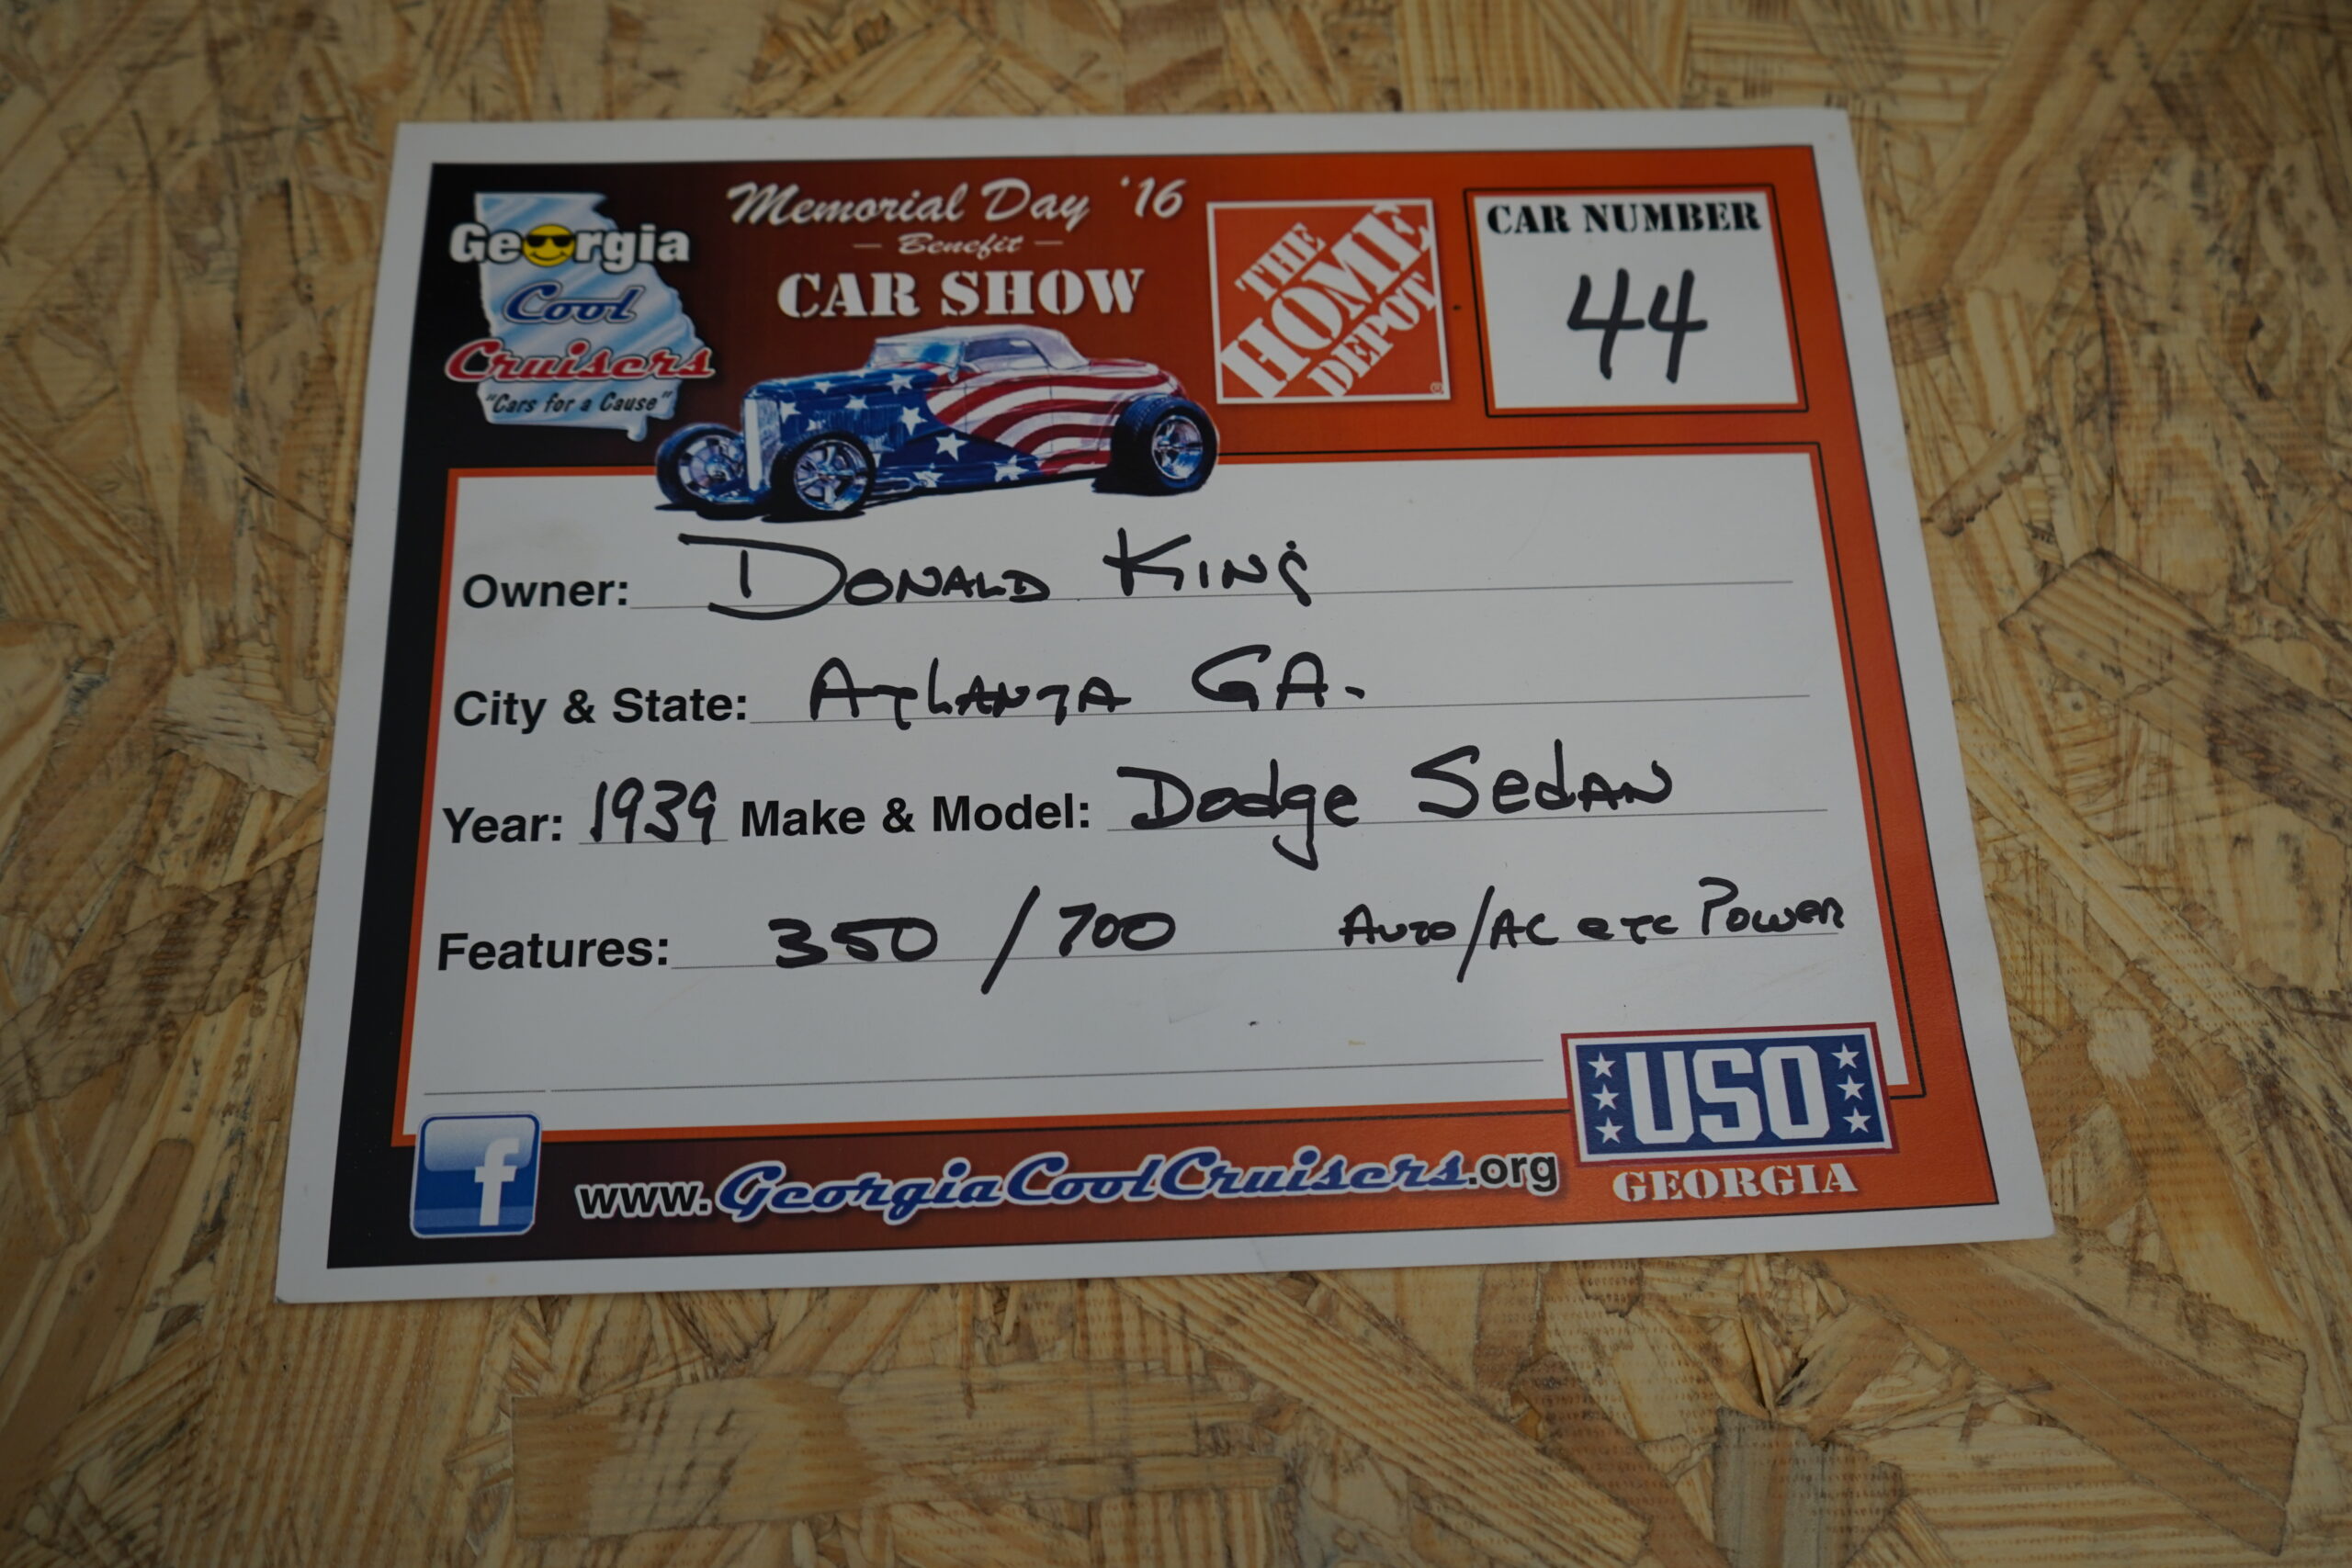 Georgia
Cool
Cruisers
"Cars for a Cause"
Memorial Day '16
— Benefit —
CAR SHOW
THE
HOME
DEPOT
®
CAR NUMBER
44
Owner: DONALD KING
City & State: ATLANTA GA.
Year: 1939 Make & Model: Dodge SedAN
Features: 350 / 700 AUTO/AC etc POWER
f
www.GeorgiaCoolCruisers.org
USO
GEORGIA